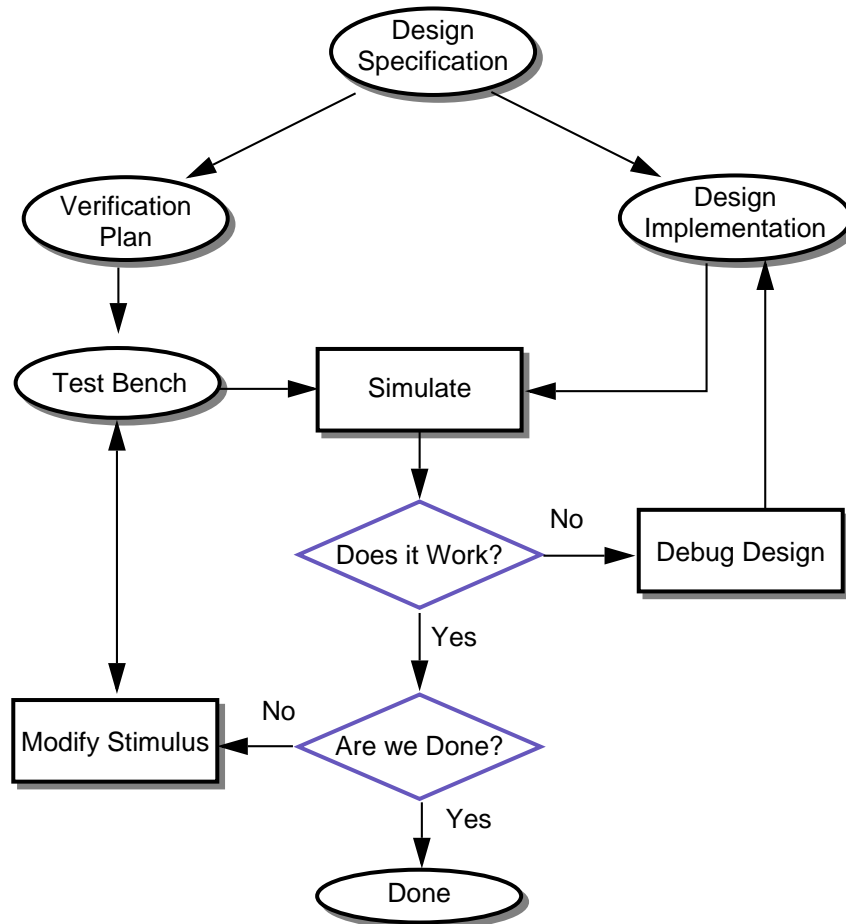 Design
Specification
Verification
Plan
Design
Implementation
Test Bench
Simulate
No
Does it Work?
Debug Design
Yes
No
Modify Stimulus
Are we Done?
Yes
Done